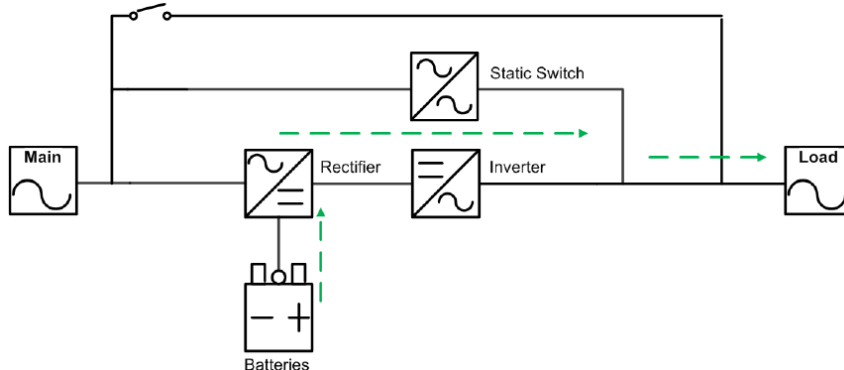 Static Switch
Main
Rectifier
Inverter
Load
Batteries